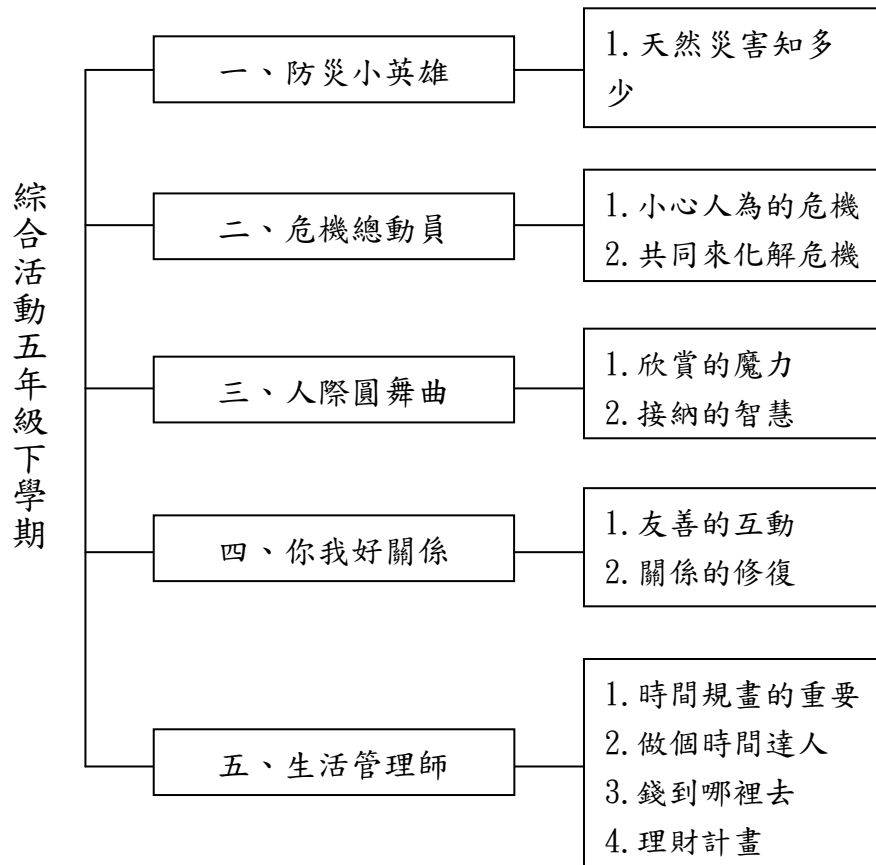 綜合活動五年級下學期
一、防災小英雄
1.天然災害知多
少
二、危機總動員
1.小心人為的危機
2.共同來化解危機
三、人際圓舞曲
1.欣賞的魔力
2.接納的智慧
四、你我好關係
1.友善的互動
2.關係的修復
五、生活管理師
1.時間規畫的重要
2.做個時間達人
3.錢到哪裡去
4.理財計畫